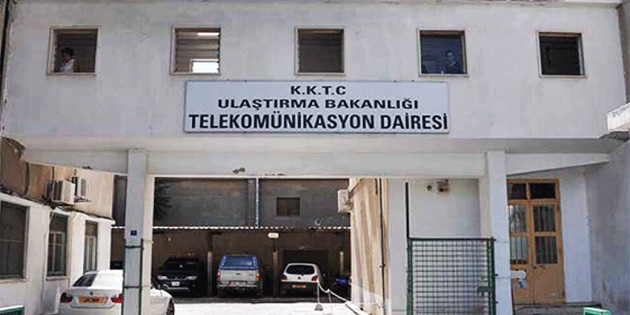 K.K.T.C
ULAŞTIRMA BAKANLIĞI
TELEKOMÜNİKASYON DAİRESİ